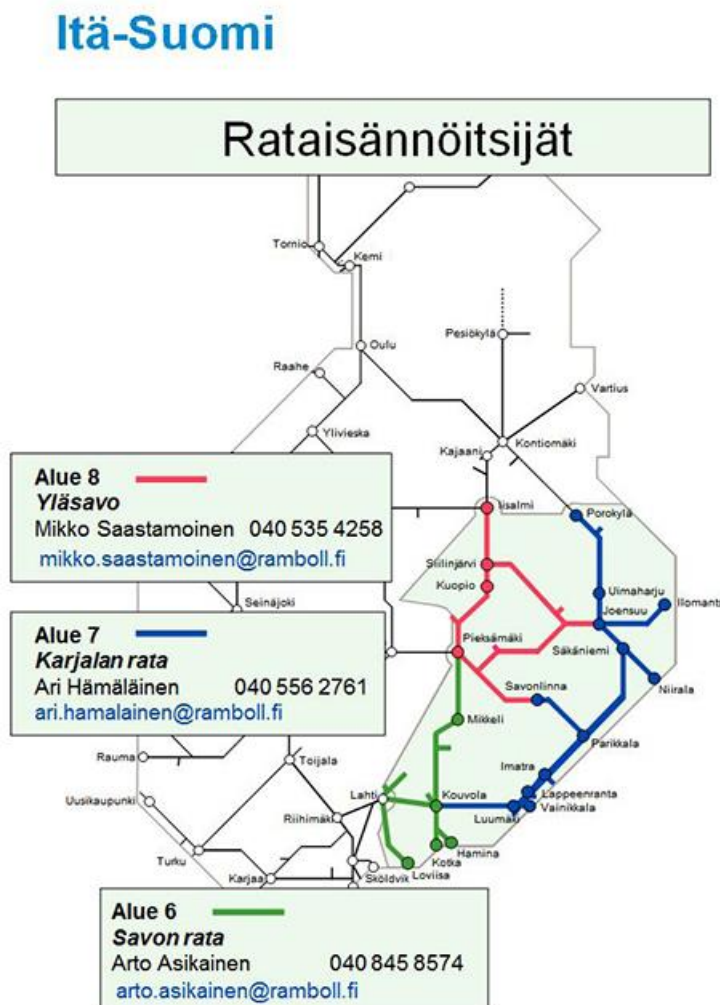 Itä-Suomi
Rataisännöitsijät
Tornio
Kemi
Pesiökylä
Oulu
Raahe
Vartius
Ylivieska
Kontiomäki
Kajaani
Alue 8
Yläsavo
Mikko Saastamoinen 040 535 4258
mikko.saastamoinen@ramboll.fi
Iisalmi
Porokylä
Siilinjärvi
Kuopio
Uimaharju
Joensuu
Ilomants
Seinäjoki
Alue 7
Karjalan rata
Ari Hämäläinen 040 556 2761
ari.hamalainen@ramboll.fi
Pieksämäki
Säkäniemi
Savonlinna
Niirala
Mikkeli
Parikkala
Rauma
Toijala
Imatra
Uusikaupunki
Lahti
Kouvola
Lappeenranta
Vainikkala
Luumäki
Riihimäki
Turku
Hamina
Kotka
Karjaa
Sköldvik
Loviisa
Alue 6
Savon rata
Arto Asikainen 040 845 8574
arto.asikainen@ramboll.fi